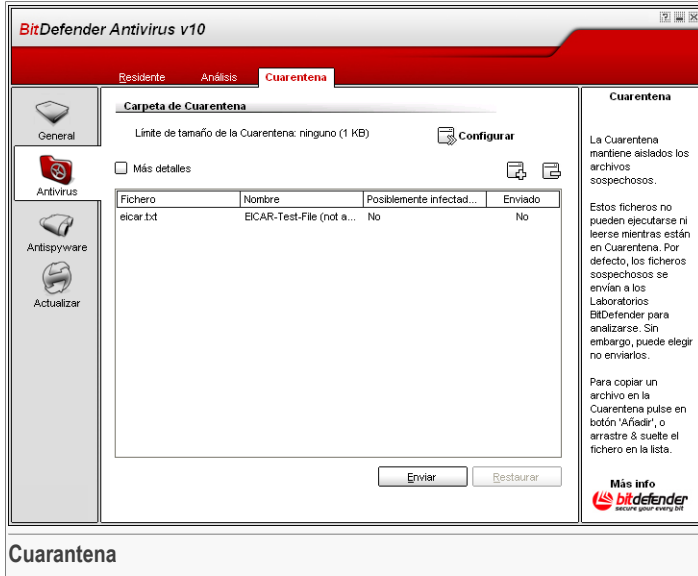 BitDefender Antivirus v10
Residente Análisis Cuarentena
General
Antivirus
Antispyware
Actualizar
Carpeta de Cuarentena
Límite de tamaño de la Cuarentena: ninguno (1 KB)
Configurar
Más detalles
Fichero Nombre Posiblemente infectad... Enviado
eicar.txt EICAR-Test-File (not a... No No
Enviar Restaurar
Cuarentena
La Cuarentena
mantiene aislados los
archivos
sospechosos.
Estos ficheros no
pueden ejecutarse ni
leerse mientras están
en Cuarentena. Por
defecto, los ficheros
sospechosos se
envían a los
Laboratorios
BitDefender para
analizarse. Sin
embargo, puede elegir
no enviarlos.
Para copiar un
archivo en la
Cuarentena pulse en
botón 'Añadir', o
arrastre & suelte el
fichero en la lista.
Más info
bitdefender
secure your every bit
Cuarantena